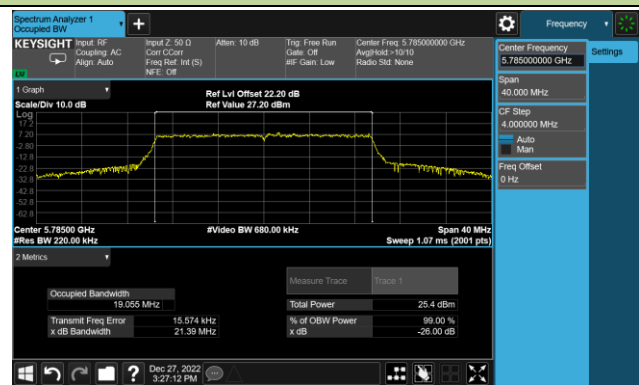 Spectrum Analyzer 1
Occupied BW
Frequency
KEYSIGHT
Input: RF
Coupling: AC
Align: Auto
Input Z: 50 Ω
Corr CCorr
Freq Ref: Int (S)
NFE: Off
Atten: 10 dB
Trig: Free Run
Gate: Off
#IF Gain: Low
Center Freq: 5.785000000 GHz
Avg|Hold:>10/10
Radio Std: None
Center Frequency
5.785000000 GHz
Settings
Span
40.000 MHz
CF Step
4.000000 MHz
Auto
Man
Freq Offset
0 Hz
1 Graph
Scale/Div 10.0 dB
Ref Lvl Offset 22.20 dB
Ref Value 27.20 dBm
Log
17.2
7.20
-2.80
-12.8
-22.8
-32.8
-42.8
-52.8
-62.8
Center 5.78500 GHz
#Res BW 220.00 kHz
#Video BW 680.00 kHz
Span 40 MHz
Sweep 1.07 ms (2001 pts)
2 Metrics
Measure Trace
Trace 1
Occupied Bandwidth
19.055 MHz
Total Power
25.4 dBm
Transmit Freq Error
15.574 kHz
% of OBW Power
99.00 %
x dB Bandwidth
21.39 MHz
x dB
-26.00 dB
?
Dec 27, 2022
3:27:12 PM